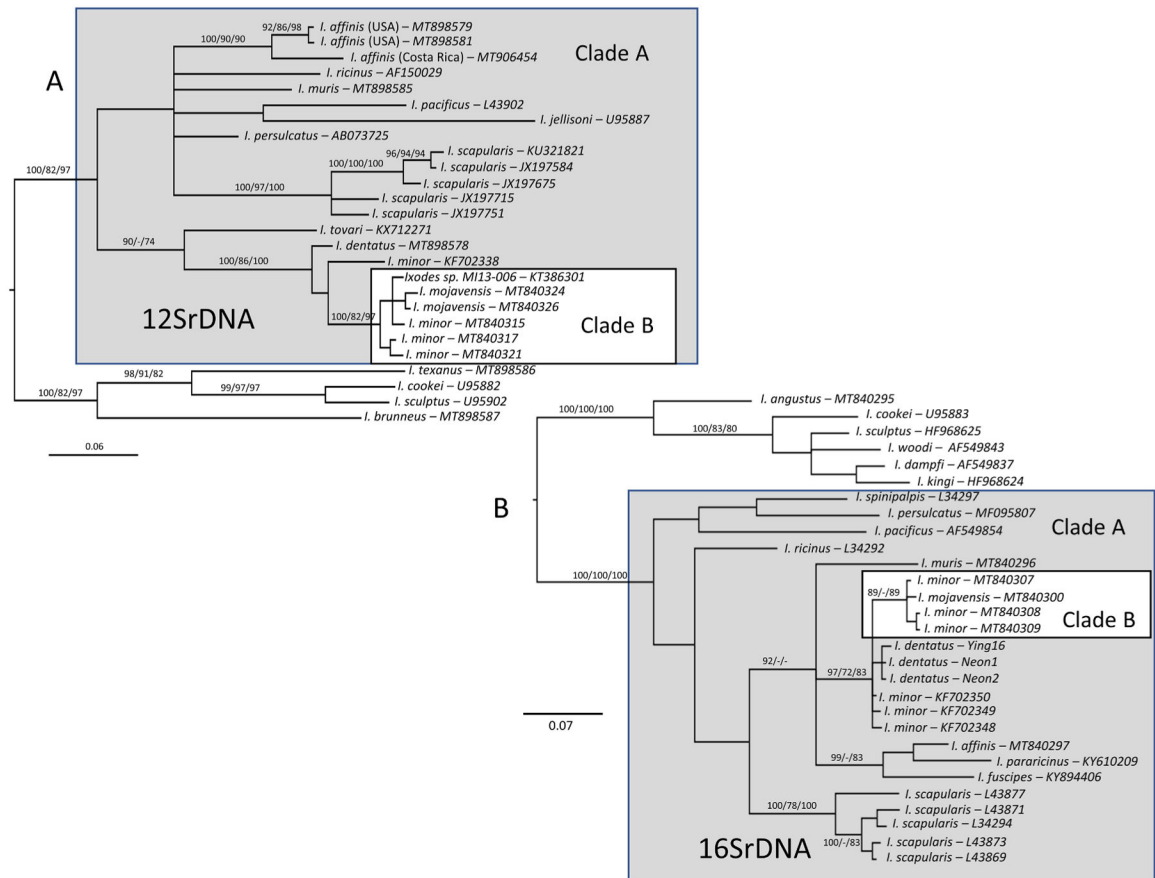 A
92/86/98
I. affinis (USA) – MT898579
100/90/90
I. affinis (USA) – MT898581
I. affinis (Costa Rica) – MT906454
Clade A
I. ricinus – AF150029
I. muris – MT898585
I. pacificus – L43902
I. jellisoni – U95887
I. persulcatus – AB073725
96/94/94
I. scapularis – KU321821
100/100/100
I. scapularis – JX197584
100/82/97
I. scapularis – JX197675
100/97/100
I. scapularis – JX197715
I. scapularis – JX197751
I. tovari – KX712271
90/-/74
I. dentatus – MT898578
100/86/100
I. minor – KF702338
Ixodes sp. MI13-006 – KT386301
I. mojavensis – MT840324
I. mojavensis – MT840326
100/82/97
I. minor – MT840315
Clade B
12SrDNA
I. minor – MT840317
I. minor – MT840321
I. texanus – MT898586
98/91/82
I. cookei – U95882
100/82/97
99/97/97
I. sculptus – U95902
I. brunneus – MT898587
0.06
B
I. angustus – MT840295
100/100/100
I. cookei – U95883
100/83/80
I. sculptus – HF968625
I. woodi – AF549843
I. dampfi – AF549837
I. kingi – HF968624
I. spinipalpis – L34297
I. persulcatus – MF095807
Clade A
I. pacificus – AF549854
I. ricinus – L34292
I. muris – MT840296
100/100/100
I. minor – MT840307
89/-/89
I. mojavensis – MT840300
I. minor – MT840308
Clade B
I. minor – MT840309
I. dentatus – Ying16
92/-/-
I. dentatus – Neon1
97/72/83
I. dentatus – Neon2
I. minor – KF702350
I. minor – KF702349
I. minor – KF702348
0.07
I. affinis – MT840297
99/-/83
I. pararicinus – KY610209
I. fuscipes – KY894406
I. scapularis – L43877
100/78/100
I. scapularis – L43871
I. scapularis – L34294
100/-/83
I. scapularis – L43873
I. scapularis – L43869
16SrDNA